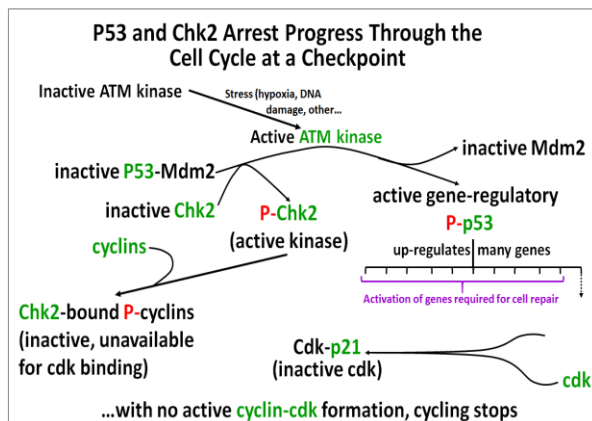 P53 and Chk2 Arrest Progress Through the
Cell Cycle at a Checkpoint
Inactive ATM kinase
Stress (hypoxia, DNA
damage, other...
Active ATM kinase
inactive Mdm2
inactive P53-Mdm2
active gene-regulatory
inactive Chk2
P-Chk2
P-p53
(active kinase)
cyclins
up-regulates many genes
Activation of genes required for cell repair
Chk2-bound P-cyclins
(inactive, unavailable
for cdk binding)
Cdk-p21
(inactive cdk)
cdk
...with no active cyclin-cdk formation, cycling stops